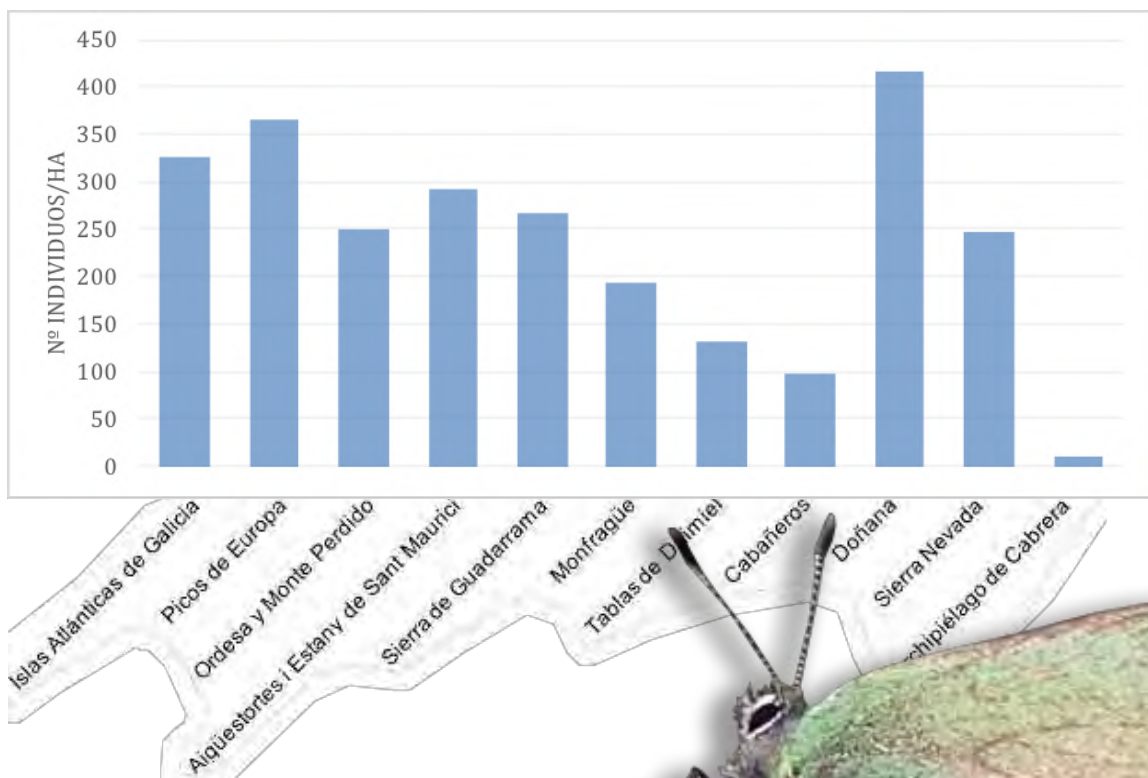 Nº INDIVIDUOS/HA
450
400
350
300
250
200
150
100
50
0
Islas Atlánticas de Galicia
Picos de Europa
Ordesa y Monte Perdido
Aigüestortes i Estany de Sant Maurici
Sierra de Guadarrama
Monfragüe
Tablas de
Cabañeros
Doñana
Sierra Nevada
de Cabrera